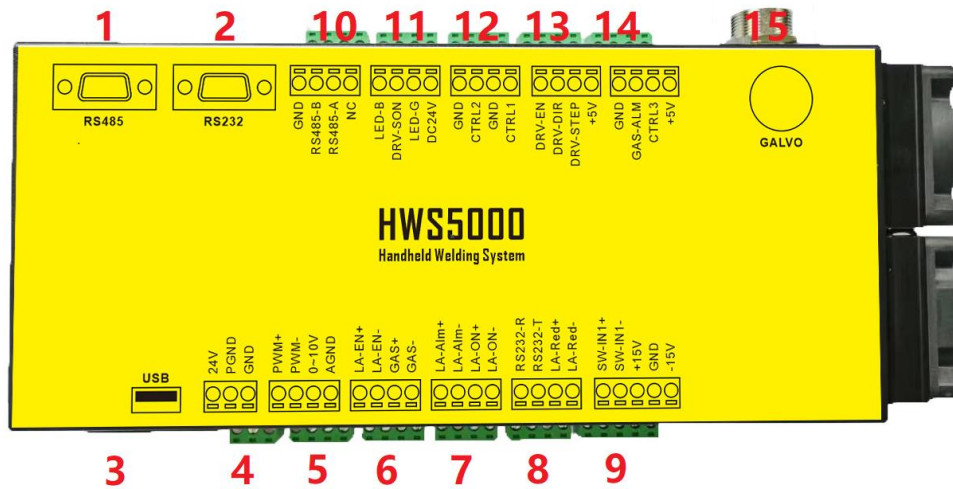 1 2 10 11 12 13 14 15
RS485
RS232
GND
RS485-B
RS485-A
NC
LED-B
DRV-SON
LED-G
DC24V
GND
CTRL2
GND
CTRL1
DRV-EN
DRV-DIR
DRV-STEP
+5V
GND
GAS-ALM
CTRL3
+5V
GALVO
HWS5000
Handheld Welding System
USB
24V
PGND
GND
PWM+
PWM-
0~10V
AGND
LA-EN+
LA-EN-
GAS+
GAS-
LA-Alm+
LA-Alm-
LA-ON+
LA-ON-
RS232-R
RS232-T
LA-Red+
LA-Red-
SW-IN1+
SW-IN1-
+15V
GND
-15V
3 4 5 6 7 8 9